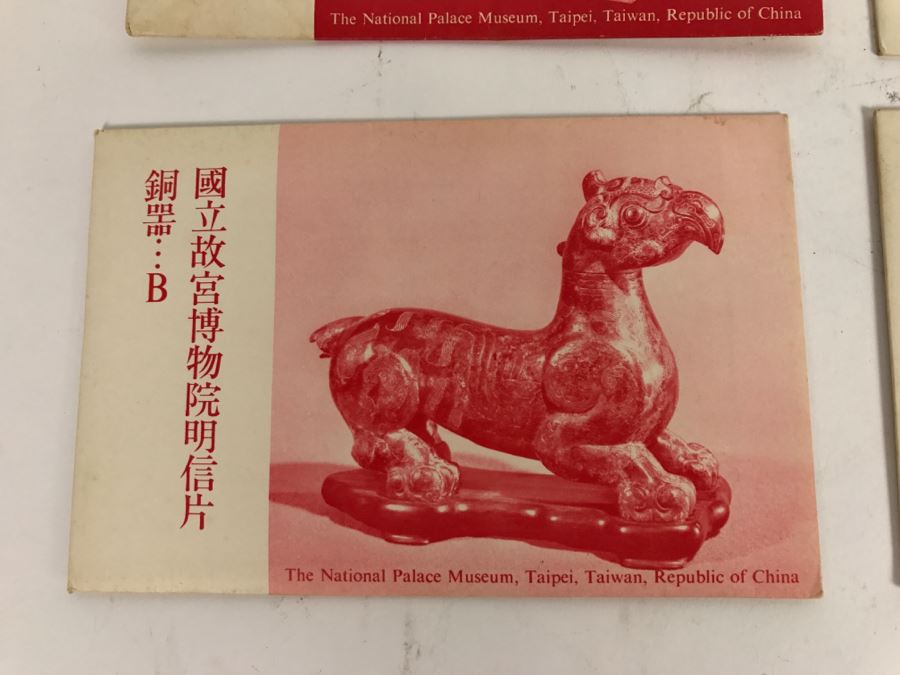 The National Palace Museum, Taipei, Taiwan, Republic of China
國立故宮博物院明信片
銅器…B
The National Palace Museum, Taipei, Taiwan, Republic of China